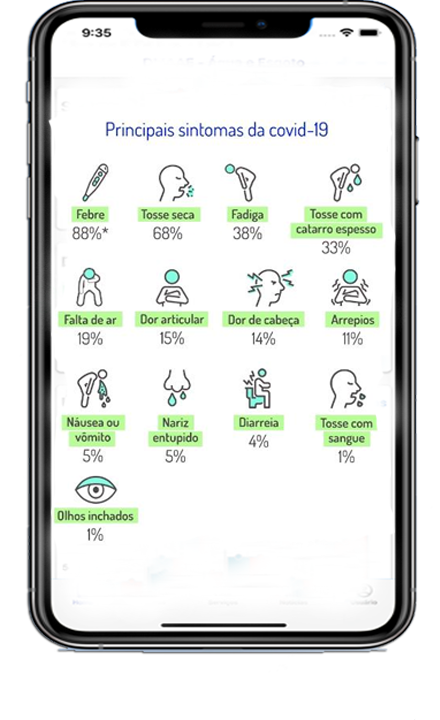 9:35
Principais sintomas da covid-19
Febre
88%*
Tosse seca
68%
Fadiga
38%
Tosse com
catarro espesso
33%
Falta de ar
19%
Dor articular
15%
Dor de cabeça
14%
Arrepios
11%
Náusea ou
vômito
5%
Nariz
entupido
5%
Diarreia
4%
Tosse com
sangue
1%
Olhos inchados
1%